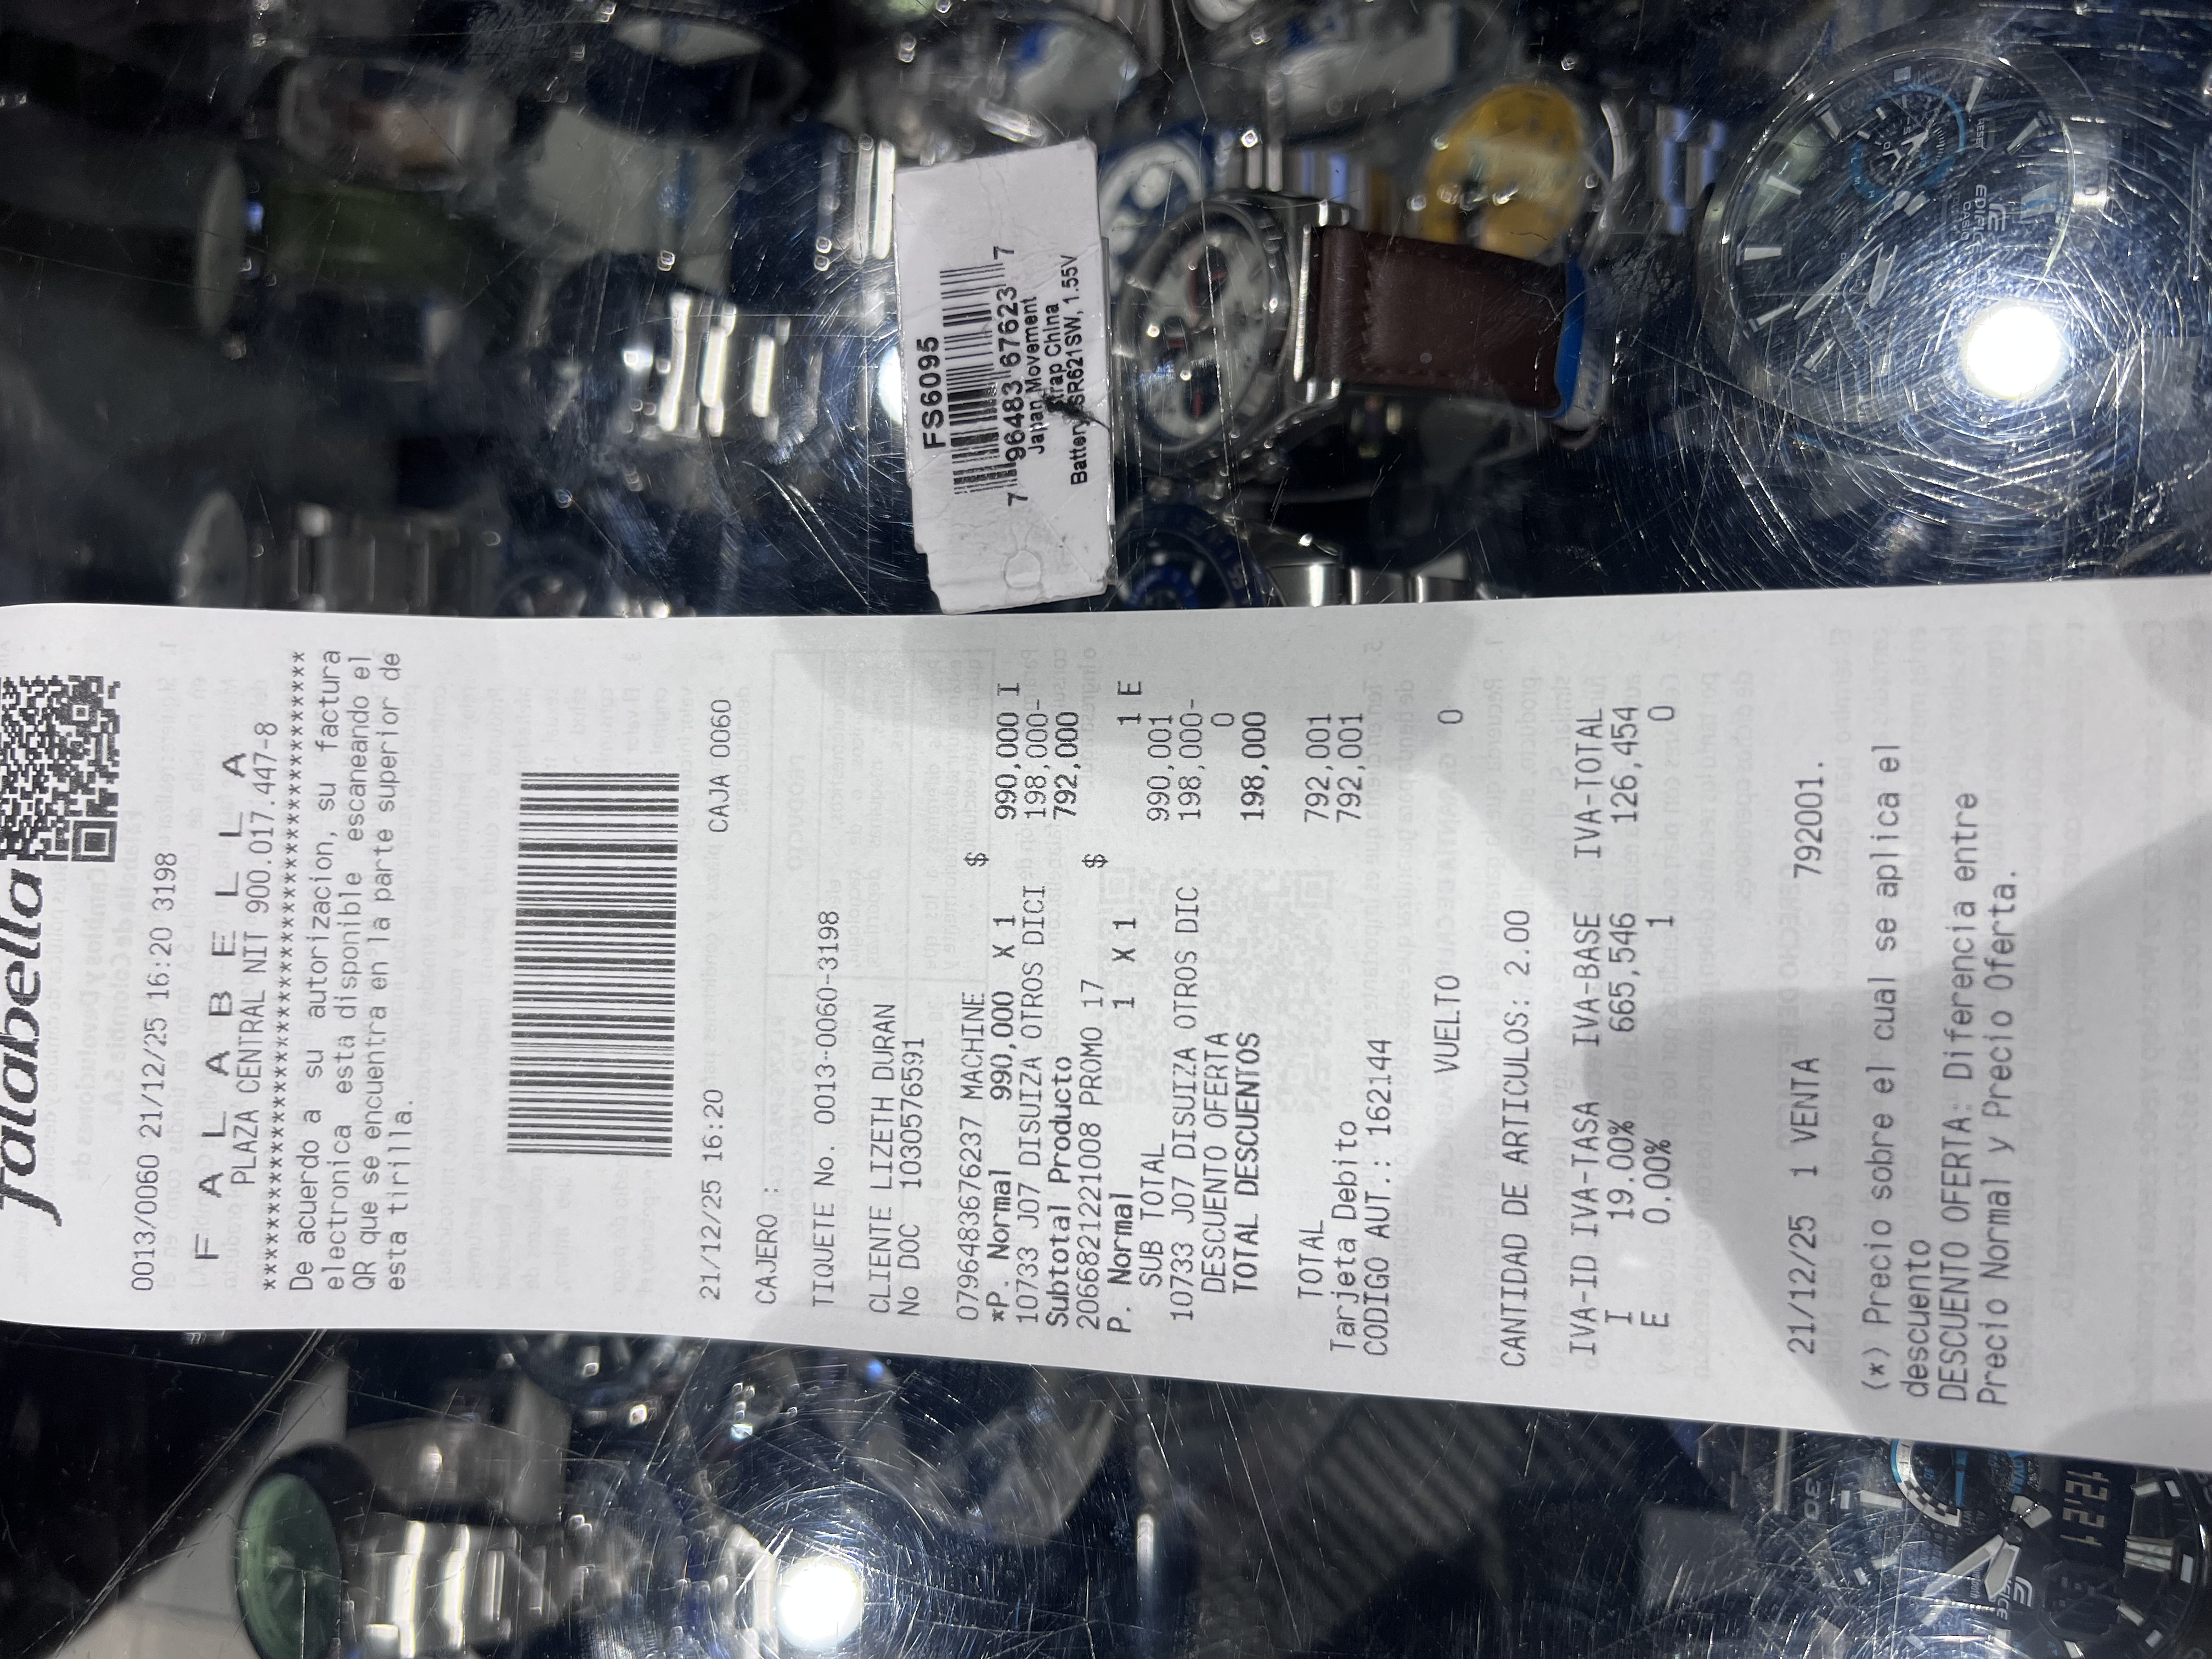 falabella
0013/0060 21/12/25 16:20 3198
F A L A B E L L A
PLAZA CENTRAL NIT 900.017.447-8
******************************************
De acuerdo a su autorizacion, su factura
electronica esta disponible escaneando el
QR que se encuentra en la parte superior de
esta tirilla.
21/12/25 16:20 CAJA 0060
CAJERO :
TIQUETE No. 0013-0060-3198
CLIENTE LIZETH DURAN
No DOC 1030576591
0796483676237 MACHINE $ 990,000 I
*P. Normal 990,000 X 1
10733 J07 DISUIZA OTROS DICI 198,000-
Subtotal Producto 792,000
2066821221008 PROMO 17 $ 1 E
P. Normal 1 X 1
SUB TOTAL 990,001
10733 J07 DISUIZA OTROS DIC 198,000-
DESCUENTO OFERTA 0
TOTAL DESCUENTOS 198,000
TOTAL 792,001
Tarjeta Debito 792,001
CODIGO AUT.: 162144
VUELTO 0
CANTIDAD DE ARTICULOS: 2.00
IVA-ID IVA-TASA IVA-BASE IVA-TOTAL
I 19.00% 665,546 126,454
E 0.00% 1 0
21/12/25 1 VENTA 792001.
(*) Precio sobre el cual se aplica el
descuento
DESCUENTO OFERTA: Diferencia entre
Precio Normal y Precio Oferta.
FS6095
7 96483 67623 7
Japan Movement
Strap China
Battery SR621SW, 1.55V
EDIFICE
CASIO